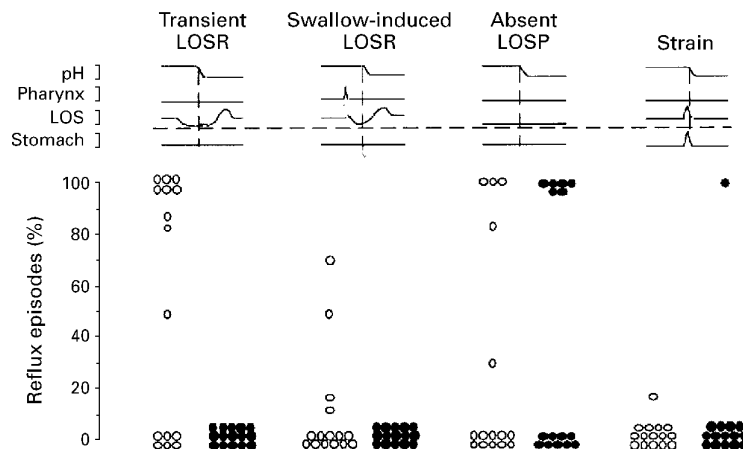 Transient LOSR
Swallow-induced LOSR
Absent LOSP
Strain
pH
Pharynx
LOS
Stomach
Reflux episodes (%)
100
80
60
40
20
0